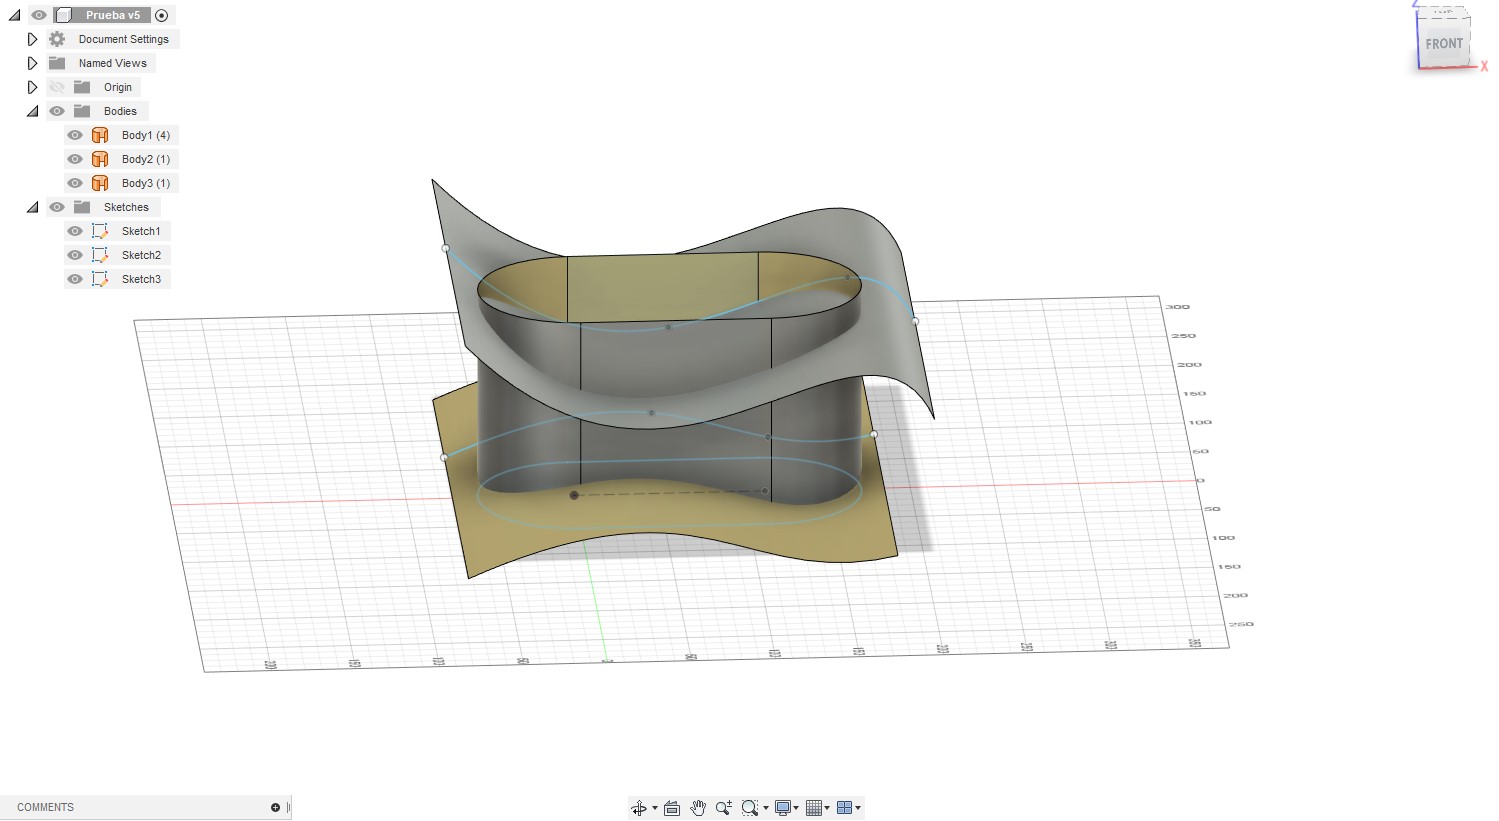 Prueba v5
Document Settings
Named Views
Origin
Bodies
Body1 (4)
Body2 (1)
Body3 (1)
Sketches
Sketch1
Sketch2
Sketch3
FRONT
X
300
250
200
150
100
50
0
50
100
150
200
250
COMMENTS